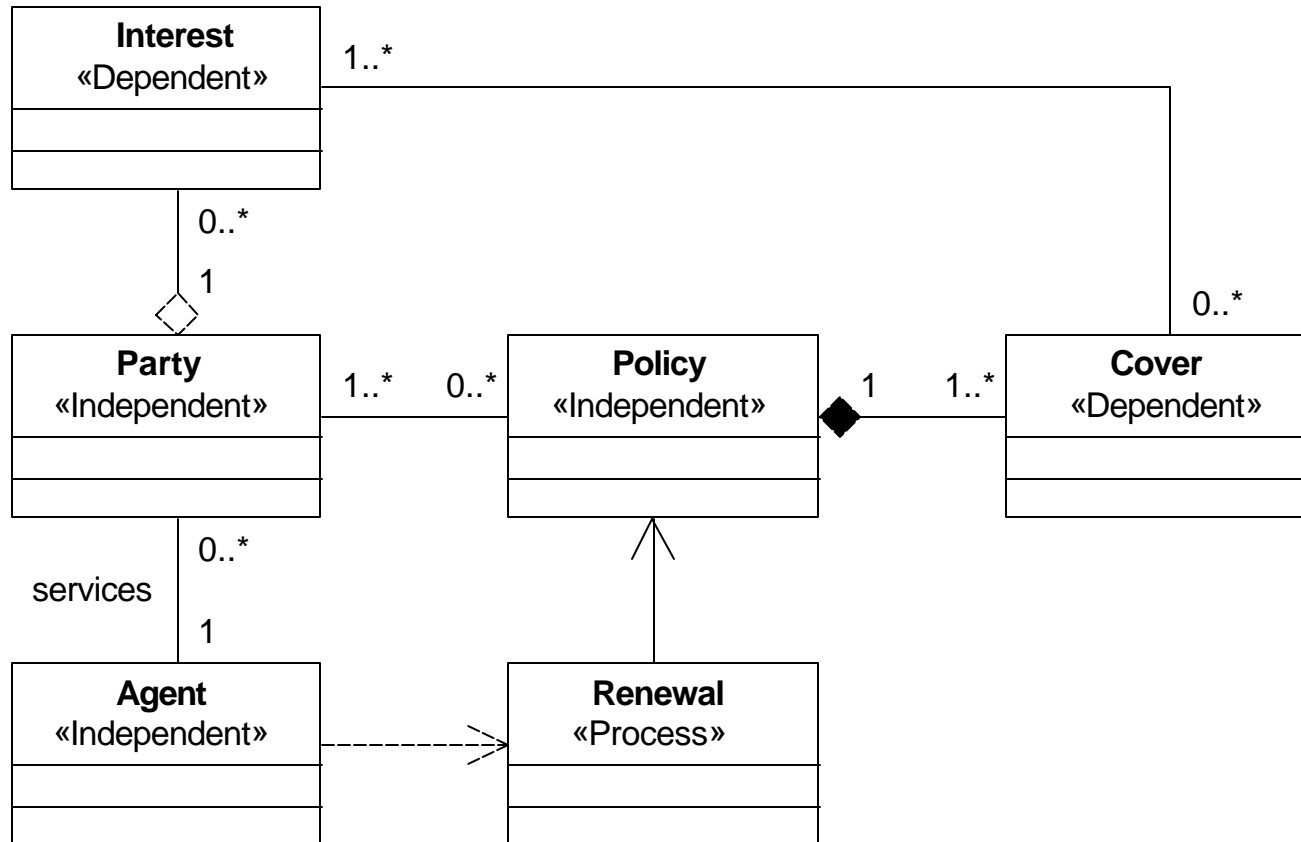 Interest
«Dependent»
1..*
0..*
1
0..*
Party
«Independent»
1..*
0..*
Policy
«Independent»
1
1..*
Cover
«Dependent»
0..*
services
1
Agent
«Independent»
Renewal
«Process»